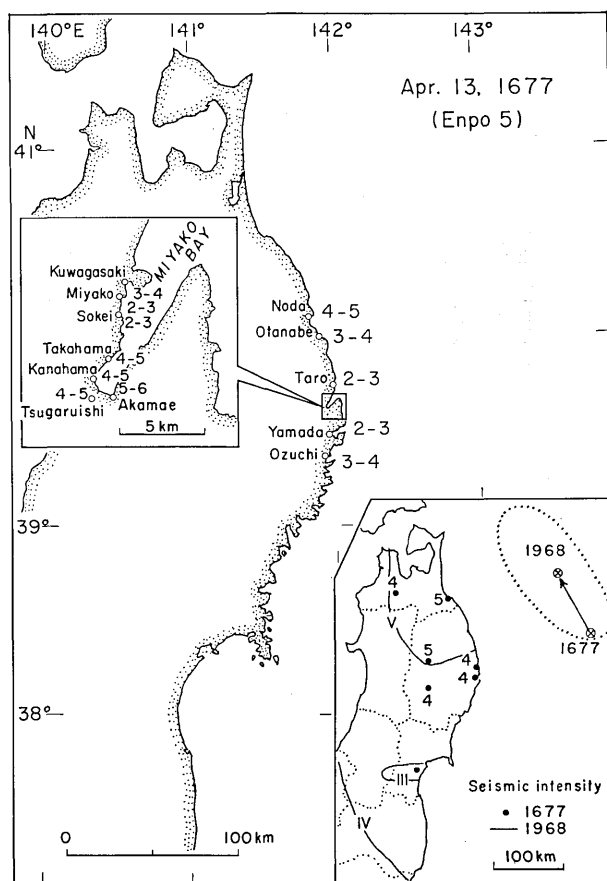 140°E
141°
142°
143°
Apr. 13, 1677
(Enpo 5)
N
41°
MIYAKO BAY
Kuwagasaki
3-4
Miyako
2-3
Sokei
2-3
Takahama
4-5
Kanahama
4-5
5-6
4-5
Tsugaruishi
Akamae
5 km
Noda
4-5
Otanabe
3-4
Taro
2-3
Yamada
2-3
Ozuchi
3-4
39°
38°
0
100km
1968
1677
4
5
V
5
4
4
4
III
IV
Seismic intensity
1677
1968
100km